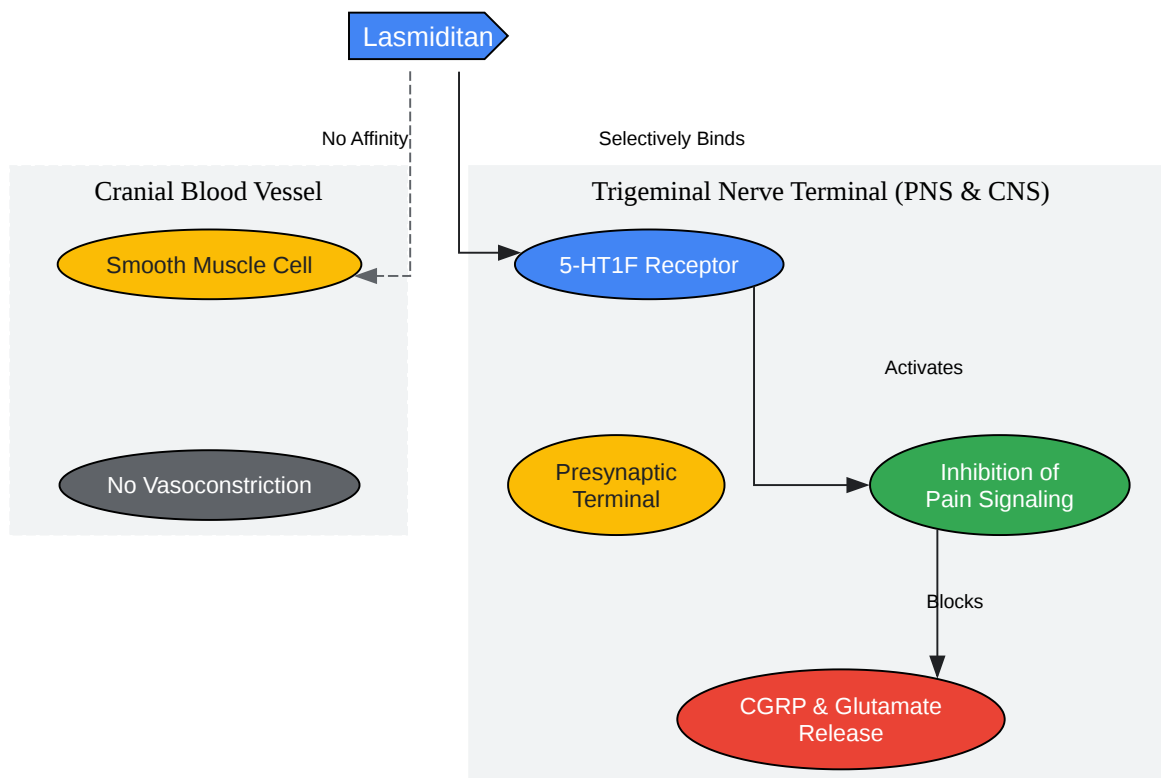 Lasmiditan
No Affinity
Selectively Binds
Cranial Blood Vessel
Trigeminal Nerve Terminal (PNS & CNS)
Smooth Muscle Cell
5-HT1F Receptor
Activates
No Vasoconstriction
Presynaptic
Terminal
Inhibition of
Pain Signaling
Blocks
CGRP & Glutamate
Release